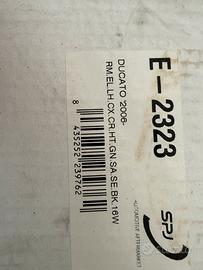 E-2323
SPJ
AUTOMOTIVE AFTERMARKET
DUCATO '2006-
RM.EL.LH.CX.CR.HT.GN.SA.SE.BK.16W
8 435252 239762